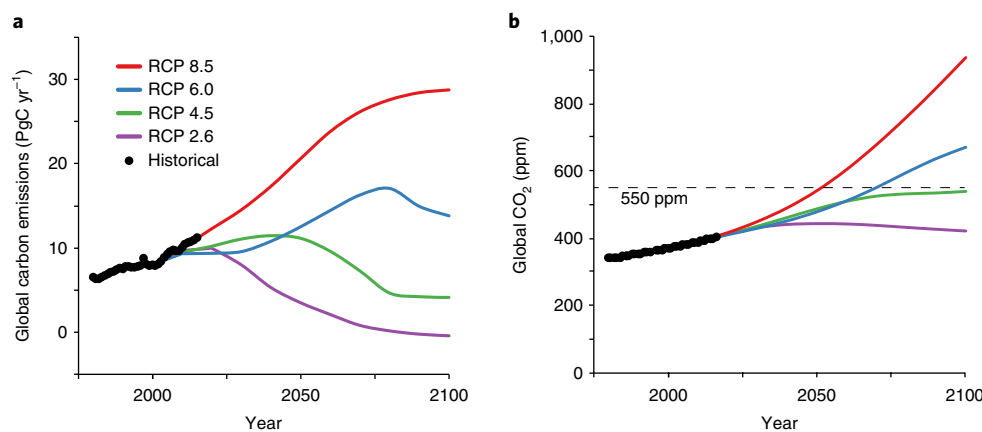 a
Global carbon emissions (PgC yr⁻¹)
30
20
10
0
RCP 8.5
RCP 6.0
RCP 4.5
RCP 2.6
Historical
2000
2050
2100
Year
b
Global CO₂ (ppm)
1,000
800
600
400
200
0
550 ppm
2000
2050
2100
Year